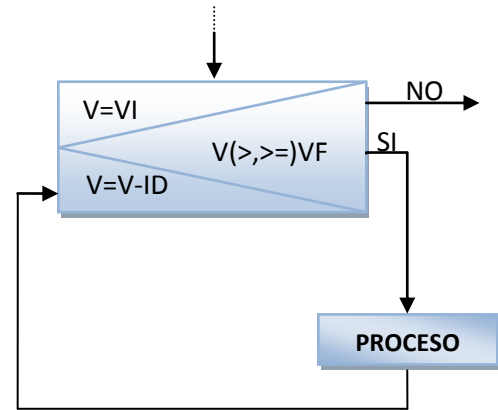 NO
V=VI
SI
V(>,>=)VF
V=V-ID
PROCESO